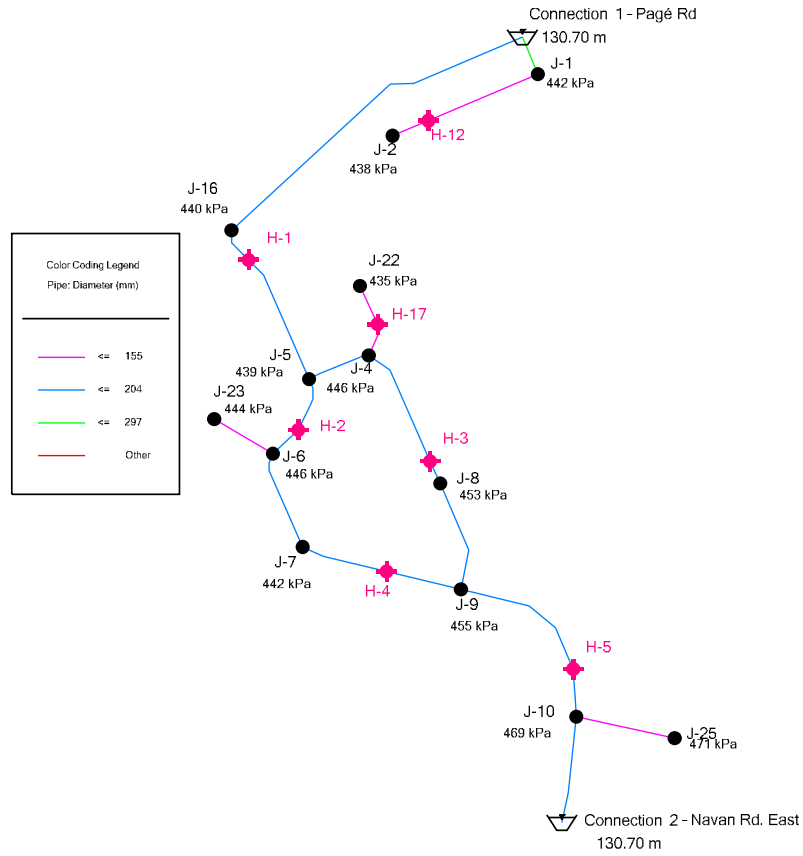 Connection 1 - Pagé Rd
130.70 m
J-1
442 kPa
H-12
J-2
438 kPa
J-16
440 kPa
H-1
Color Coding Legend
Pipe: Diameter (mm)
<= 155
<= 204
<= 297
Other
J-22
435 kPa
H-17
J-5
439 kPa
J-4
446 kPa
J-23
444 kPa
H-2
J-6
446 kPa
H-3
J-8
453 kPa
J-7
442 kPa
H-4
J-9
455 kPa
H-5
J-10
469 kPa
J-25
471 kPa
Connection 2 - Navan Rd. East
130.70 m